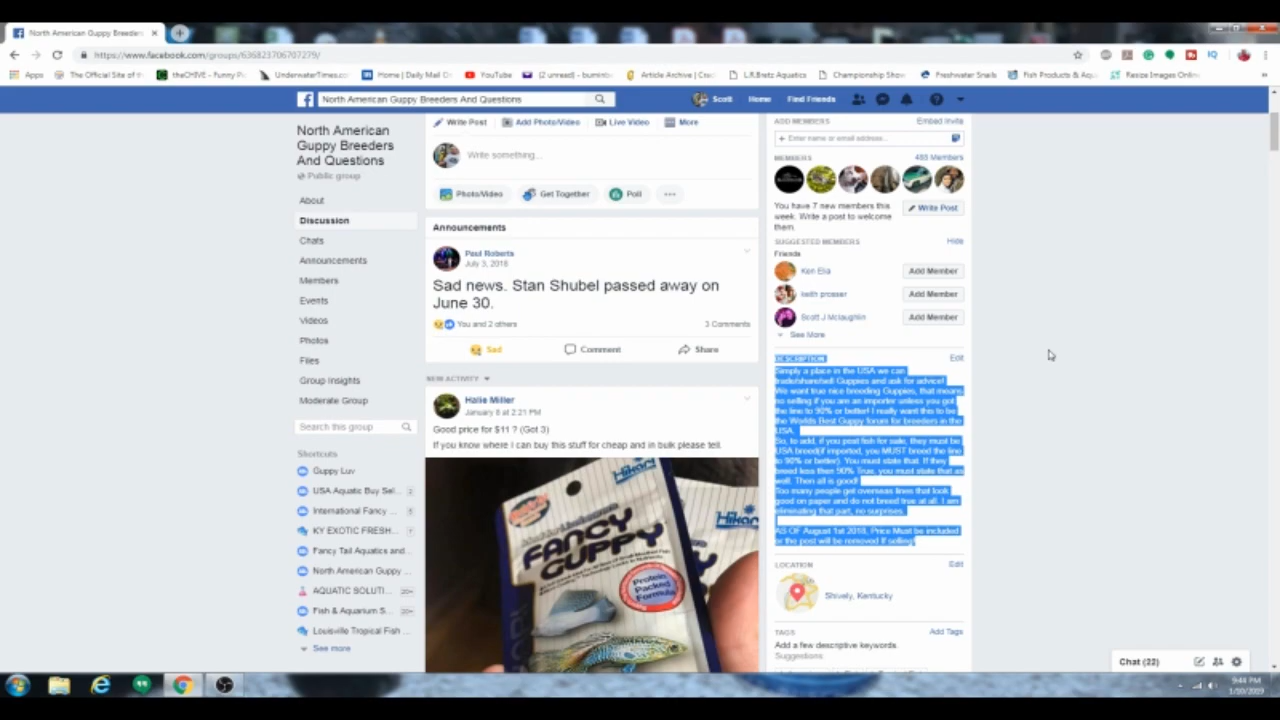 North American Guppy Breeders
https://www.facebook.com/groups/636823706707279/
Apps
The Official Site of th
theCHIVE - Funny Pi
UnderwaterTimes.co
Home | Daily Mail On
YouTube
(2 unread) - buminb
Article Archive | Cruc
L.R.Bretz Aquatics
Championship Show
Freshwater Snails
Fish Products & Aqu
Resize Images Online
North American Guppy Breeders And Questions
Scott
Home
Find Friends
North American
Guppy Breeders
And Questions
Public group
About
Discussion
Chats
Announcements
Members
Events
Videos
Photos
Files
Group Insights
Moderate Group
Search this group
Shortcuts
Guppy Luv
USA Aquatic Buy Sel... 2
International Fancy ...
KY EXOTIC FRESH...
Fancy Tail Aquatics and...
North American Guppy ...
AQUATIC SOLUTI... 20+
Fish & Aquarium S... 20+
Louisville Tropical Fish ...
See more
Write Post
Add Photo/Video
Live Video
More
Write something...
Photo/Video
Get Together
Poll
Announcements
Paul Roberts
July 3, 2018
Sad news. Stan Shubel passed away on
June 30.
You and 2 others
3 Comments
Sad
Comment
Share
NEW ACTIVITY
Halie Miller
January 8 at 2:21 PM
Good price for $11 ? (Got 3)
If you know where I can buy this stuff for cheap and in bulk please tell.
HIKARI
FANCY
GUPPY
Protein
Packed
Formula
ADD MEMBERS
Embed Invite
+ Enter name or email address...
MEMBERS
485 Members
You have 7 new members this
week. Write a post to welcome
them.
Write Post
SUGGESTED MEMBERS
Hide
Friends
Ken Elia
Add Member
keith prosser
Add Member
Scott J Mclaughlin
Add Member
See More
DESCRIPTION
Edit
Simply a place in the USA we can
trade/share/sell Guppies and ask for advice!
We want true nice breeding Guppies, that means
no selling if you are an importer unless you got
the line to 90% or better! I really want this to be
the Worlds Best Guppy forum for breeders in the
USA.
So, to add, if you post fish for sale, they must be
USA breed(if imported, you MUST breed the line
to 90% or better). You must state that. If they
breed less then 90% True, you must state that as
well. Then all is good!
Too many people get overseas lines that look
good on paper and do not breed true at all. I am
eliminating that part, no surprises.
AS OF August 1st 2018, Price Must be included
or the post will be removed if selling!
LOCATION
Edit
Shively, Kentucky
TAGS
Add Tags
Add a few descriptive keywords.
Suggestions
Chat (22)
9:44 PM
1/10/2019